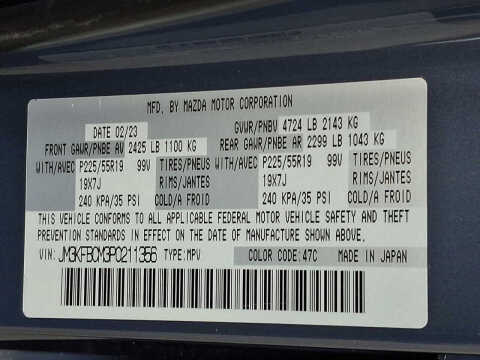 MFD. BY MAZDA MOTOR CORPORATION
DATE 02/23 GVWR/PNBV 4724 LB 2143 KG
FRONT GAWR/PNBE AV 2425 LB 1100 KG REAR GAWR/PNBE AR 2299 LB 1043 KG
WITH/AVEC P225/55R19 99V TIRES/PNEUS WITH/AVEC P225/55R19 99V TIRES/PNEUS
19X7J RIMS/JANTES 19X7J RIMS/JANTES
240 KPA/35 PSI COLD/A FROID 240 KPA/35 PSI COLD/A FROID
THIS VEHICLE CONFORMS TO ALL APPLICABLE FEDERAL MOTOR VEHICLE SAFETY AND THEFT
PREVENTION STANDARDS IN EFFECT ON THE DATE OF MANUFACTURE SHOWN ABOVE.
VIN: JM3KFBCM3P0211356 TYPE: MPV COLOR CODE: 47C MADE IN JAPAN